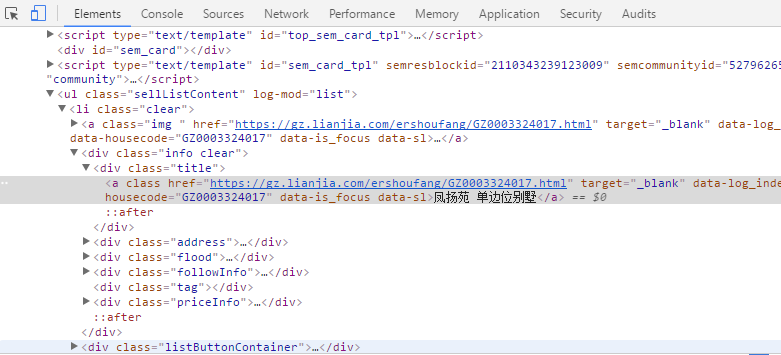 Elements Console Sources Network Performance Memory Application Security Audits
▶<script type="text/template" id="top_sem_card_tpl">…</script>
<div id="sem_card"></div>
▶<script type="text/template" id="sem_card_tpl" semresblockid="2110343239123009" semcommunityid="52796265
"community">…</script>
▼<ul class="sellListContent" log-mod="list">
▼<li class="clear">
▶<a class="img " href="https://gz.lianjia.com/ershoufang/GZ0003324017.html" target="_blank" data-log_
data-housecode="GZ0003324017" data-is_focus data-sl>…</a>
▼<div class="info clear">
▼<div class="title">
<a class href="https://gz.lianjia.com/ershoufang/GZ0003324017.html" target="_blank" data-log_inde
housecode="GZ0003324017" data-is_focus data-sl>凤扬苑 单边位别墅</a> == $0
::after
</div>
▶<div class="address">…</div>
▶<div class="flood">…</div>
▶<div class="followInfo">…</div>
<div class="tag"></div>
▶<div class="priceInfo">…</div>
::after
</div>
▶<div class="listButtonContainer">…</div>